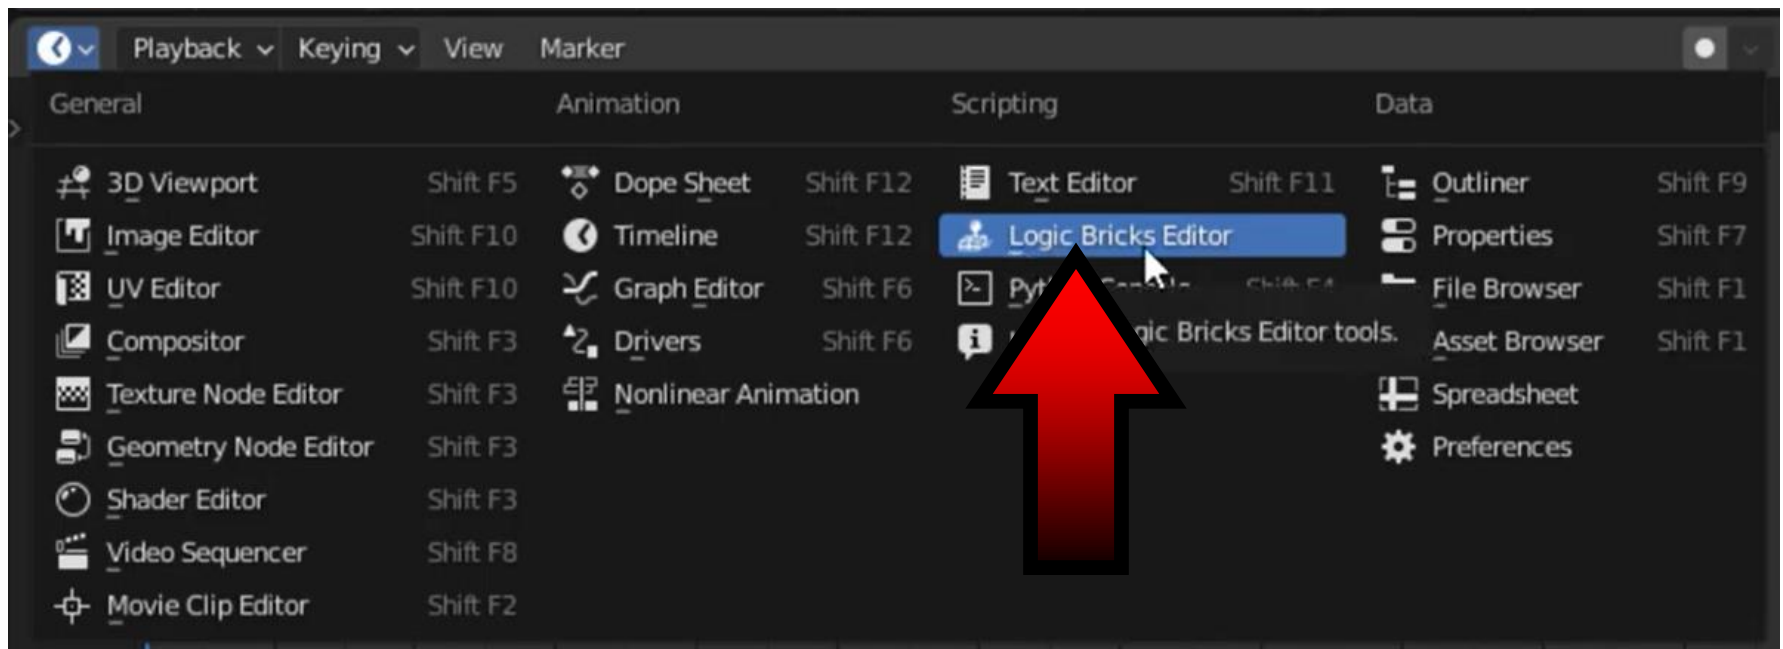 Playback Keying View Marker
General Animation Scripting Data
3D Viewport Shift F5 Dope Sheet Shift F12 Text Editor Shift F11 Outliner Shift F9
Image Editor Shift F10 Timeline Shift F12 Logic Bricks Editor Properties Shift F7
UV Editor Shift F10 Graph Editor Shift F6 File Browser Shift F1
Compositor Shift F3 Drivers Shift F6 Bricks Editor tools. Asset Browser Shift F1
Texture Node Editor Shift F3 Nonlinear Animation Spreadsheet
Geometry Node Editor Shift F3 Preferences
Shader Editor Shift F3
Video Sequencer Shift F8
Movie Clip Editor Shift F2